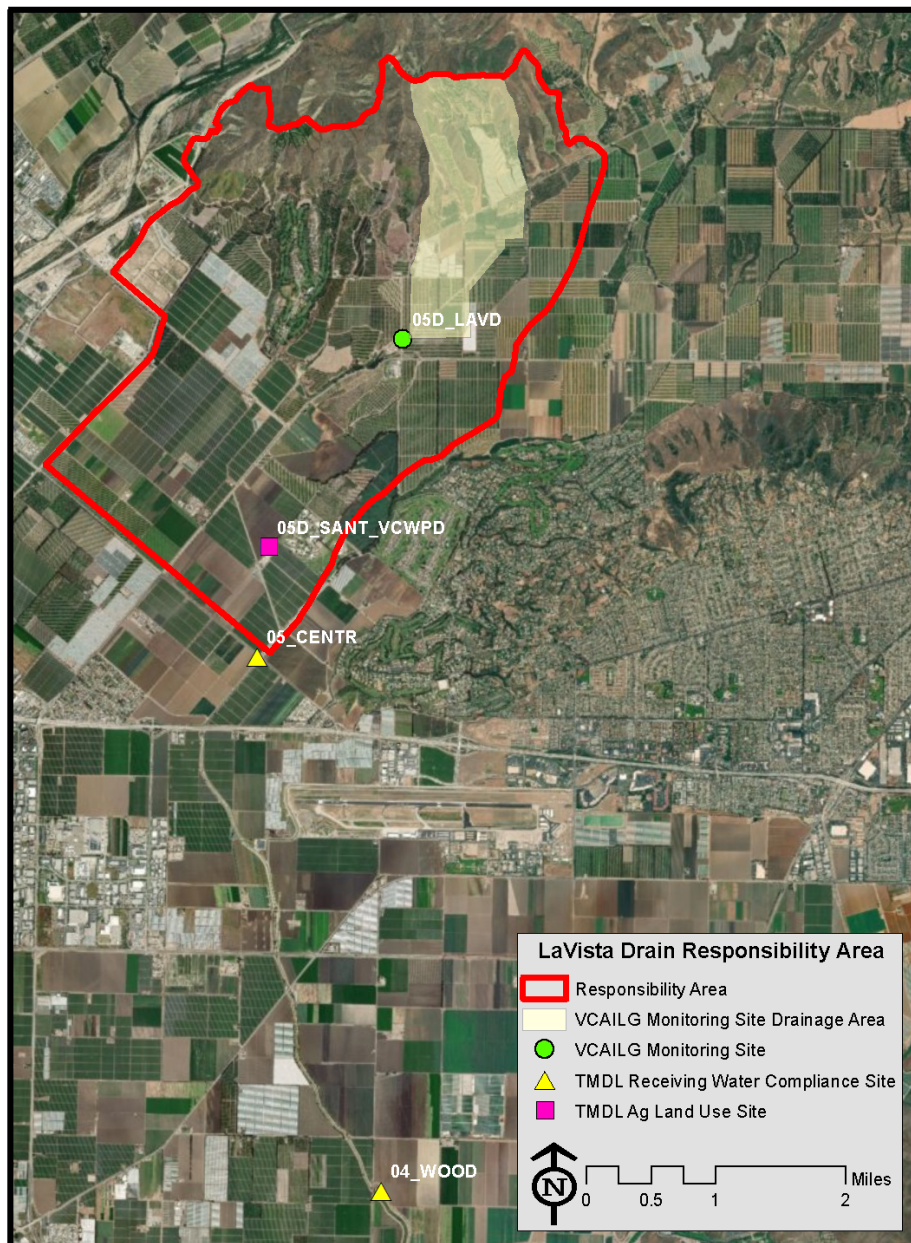 05D_LAVD
05D_SANT_VCWPD
05_CENTR
04_WOOD
LaVista Drain Responsibility Area
Responsibility Area
VCAILG Monitoring Site Drainage Area
VCAILG Monitoring Site
TMDL Receiving Water Compliance Site
TMDL Ag Land Use Site
N
Miles
0 0.5 1 2